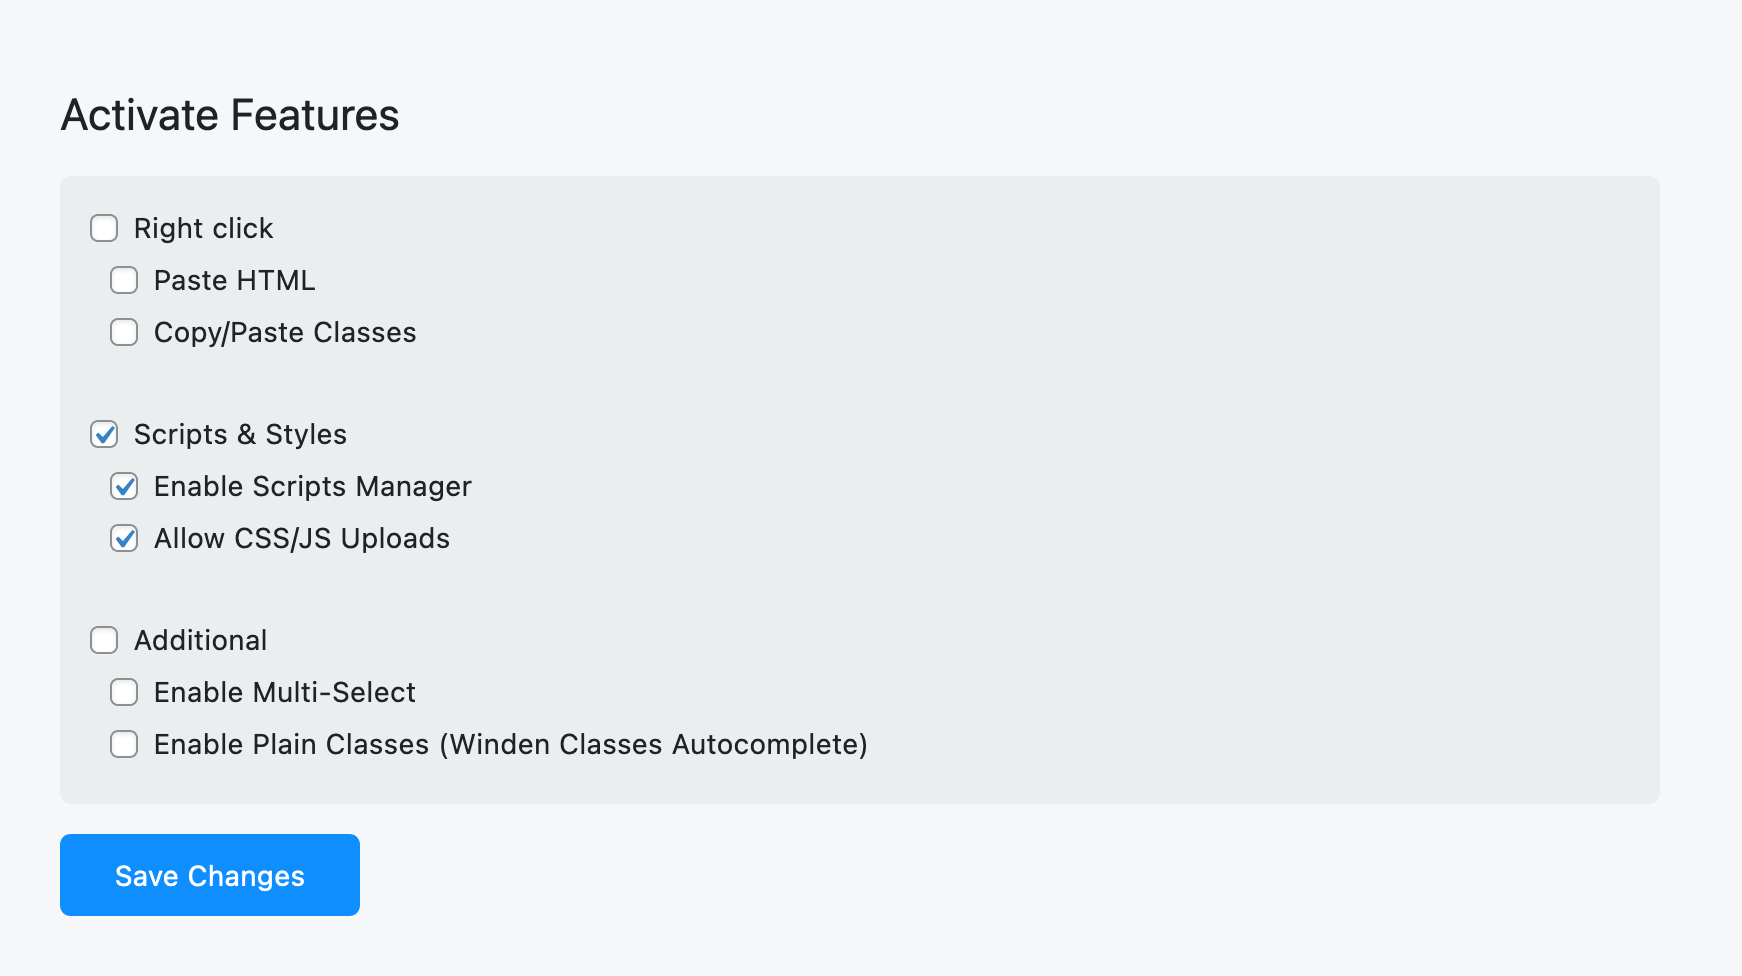 Activate Features
Right click
Paste HTML
Copy/Paste Classes
Scripts & Styles
Enable Scripts Manager
Allow CSS/JS Uploads
Additional
Enable Multi-Select
Enable Plain Classes (Winden Classes Autocomplete)
Save Changes